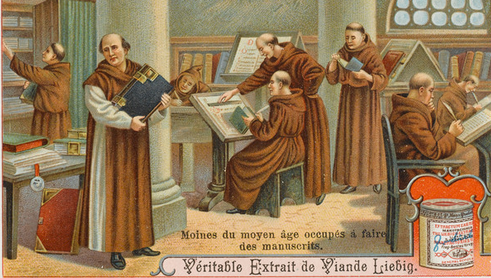 Moines du moyen âge occupés à faire
des manuscrits.
Véritable Extrait de Viande Liebig.